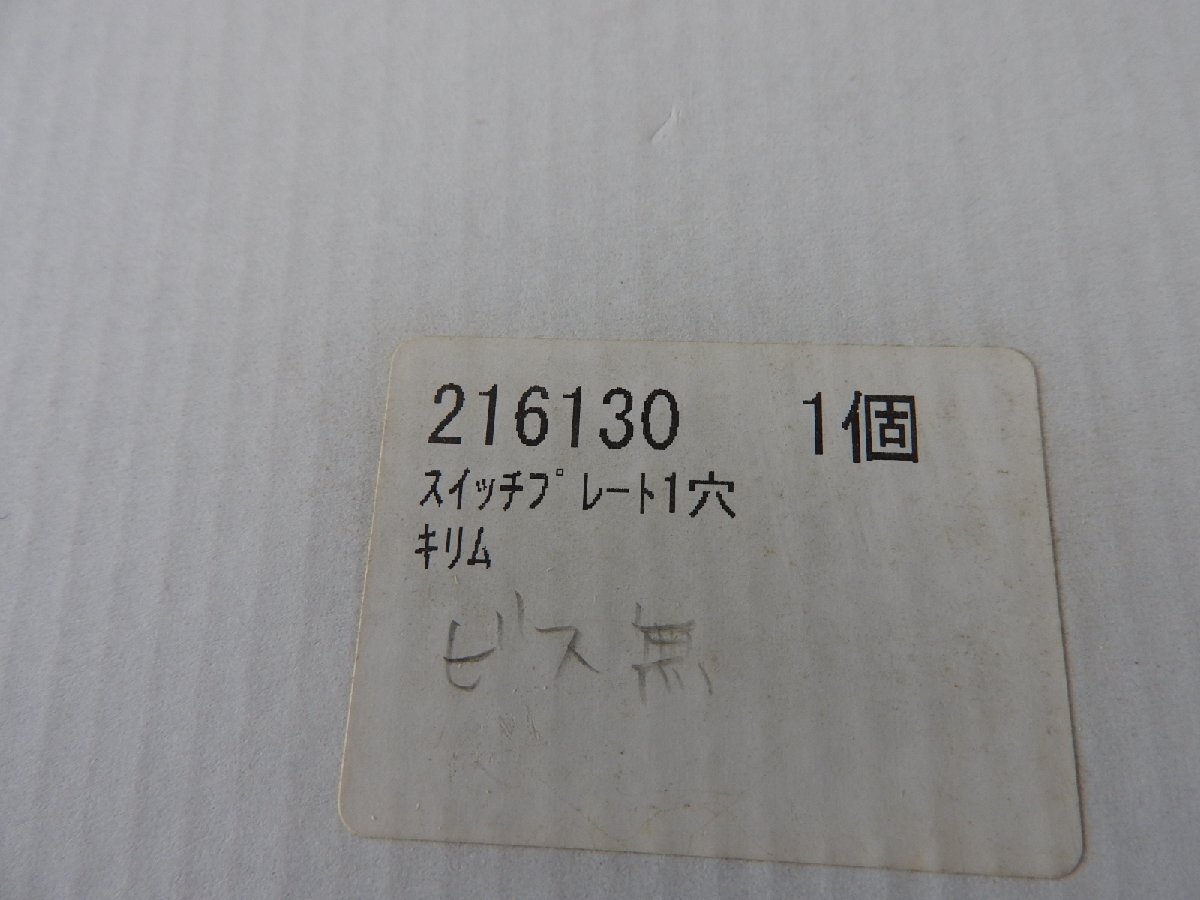 216130 1個
ｽｲｯﾁﾌﾟﾚｰﾄ1穴
ｷﾘﾑ
ビス無